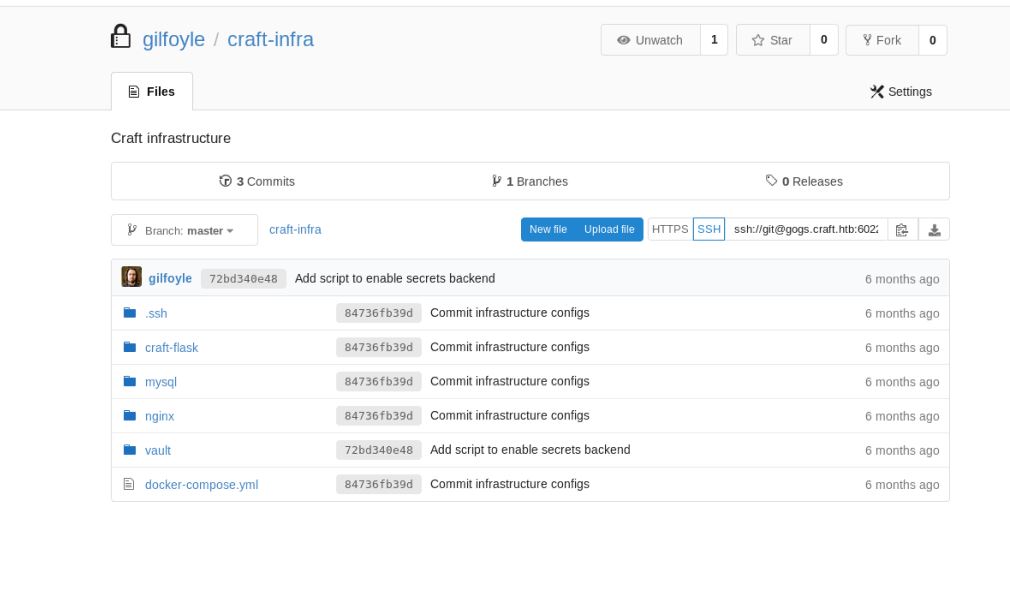 gilfoyle / craft-infra
Unwatch 1 Star 0 Fork 0
Files Settings
Craft infrastructure
3 Commits 1 Branches 0 Releases
Branch: master craft-infra New file Upload file HTTPS SSH ssh://git@gogs.craft.htb:6022
gilfoyle 72bd340e48 Add script to enable secrets backend 6 months ago
.ssh 84736fb39d Commit infrastructure configs 6 months ago
craft-flask 84736fb39d Commit infrastructure configs 6 months ago
mysql 84736fb39d Commit infrastructure configs 6 months ago
nginx 84736fb39d Commit infrastructure configs 6 months ago
vault 72bd340e48 Add script to enable secrets backend 6 months ago
docker-compose.yml 84736fb39d Commit infrastructure configs 6 months ago